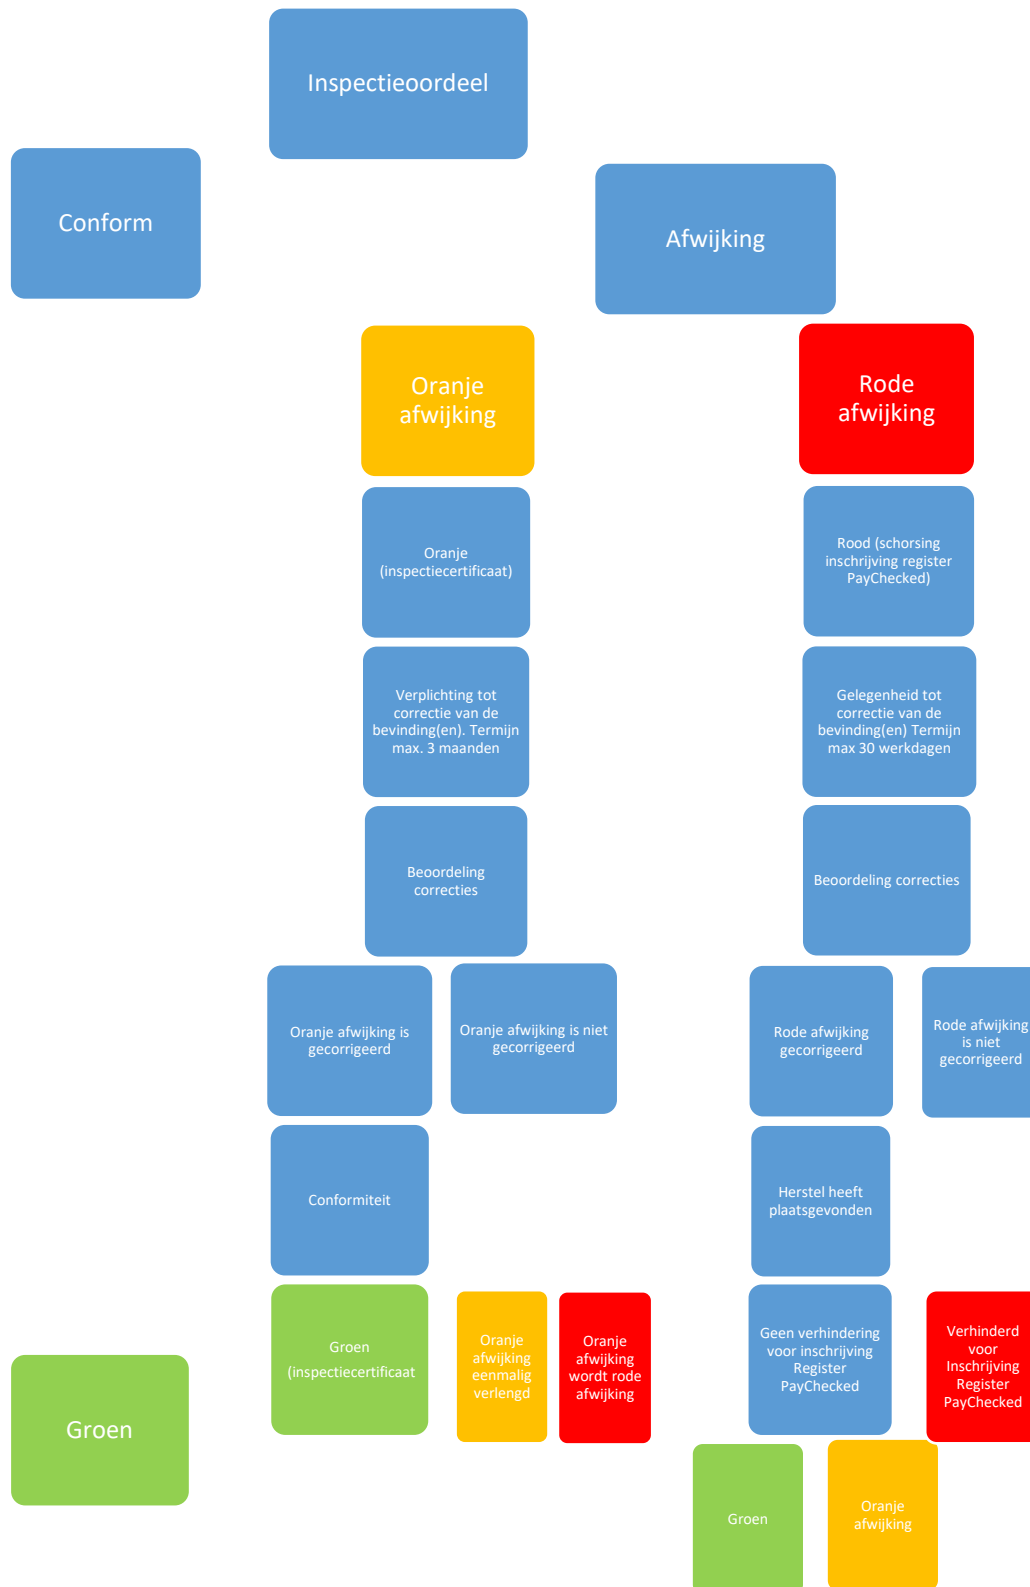 Inspectieoordeel
Conform
Afwijking
Oranje
afwijking
Rode
afwijking
Oranje
(inspectiecertificaat)
Rood (schorsing
inschrijving register
PayChecked)
Verplichting tot
correctie van de
bevinding(en). Termijn
max. 3 maanden
Gelegenheid tot
correctie van de
bevinding(en) Termijn
max 30 werkdagen
Beoordeling
correcties
Beoordeling correcties
Oranje afwijking is
gecorrigeerd
Oranje afwijking is niet
gecorrigeerd
Rode afwijking
gecorrigeerd
Rode afwijking
is niet
gecorrigeerd
Conformiteit
Herstel heeft
plaatsgevonden
Groen
(inspectiecertificaat
Oranje
afwijking
eenmalig
verlengd
Oranje
afwijking
wordt rode
afwijking
Geen verhindering
voor inschrijving
Register
PayChecked
Verhinderd
voor
Inschrijving
Register
PayChecked
Groen
Groen
Oranje
afwijking